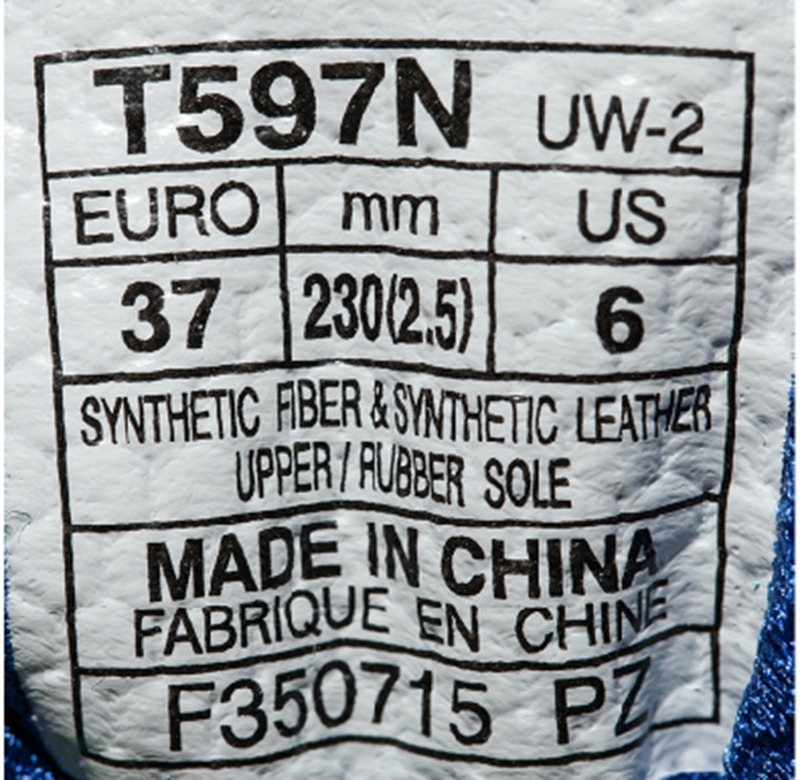 T597N UW-2
EURO mm US
37 230(2.5) 6
SYNTHETIC FIBER & SYNTHETIC LEATHER
UPPER / RUBBER SOLE
MADE IN CHINA
FABRIQUE EN CHINE
F350715 PZ